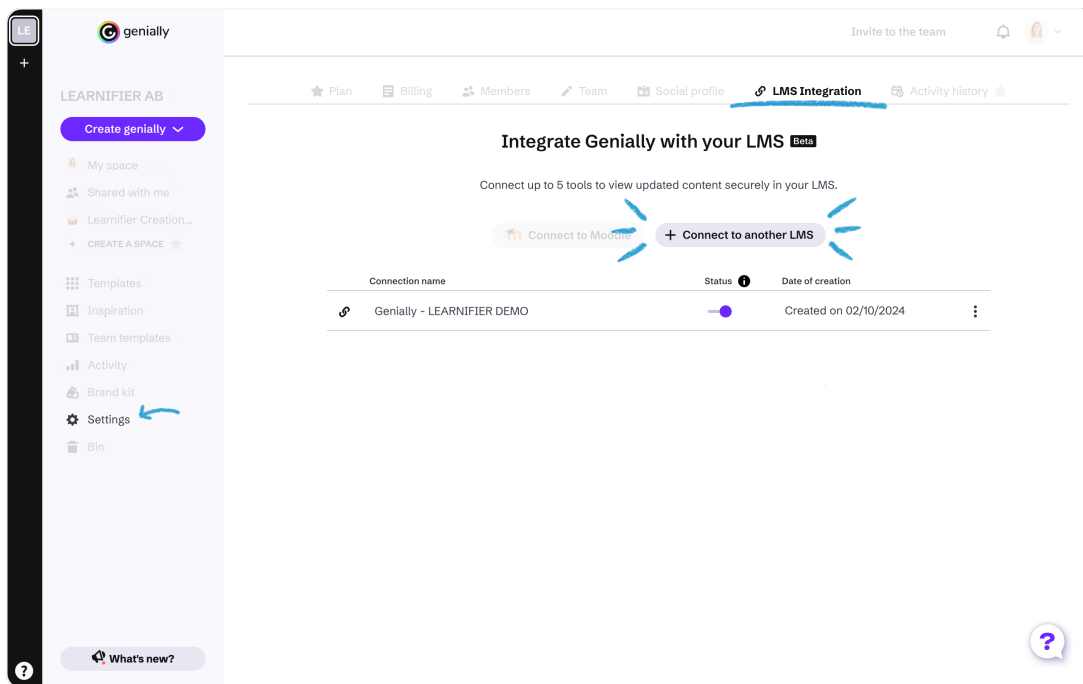 LE
genially
Invite to the team
+
LEARNIFIER AB
Plan
Billing
Members
Team
Social profile
LMS Integration
Activity history
Create genially
Integrate Genially with your LMS Beta
My space
Connect up to 5 tools to view updated content securely in your LMS.
Shared with me
Learnifier Creation...
Connect to Moodle
+ Connect to another LMS
+ CREATE A SPACE
Connection name
Status i
Date of creation
Templates
Inspiration
Genially - LEARNIFIER DEMO
Created on 02/10/2024
Team templates
Activity
Brand kit
Settings
Bin
?
What's new?
?